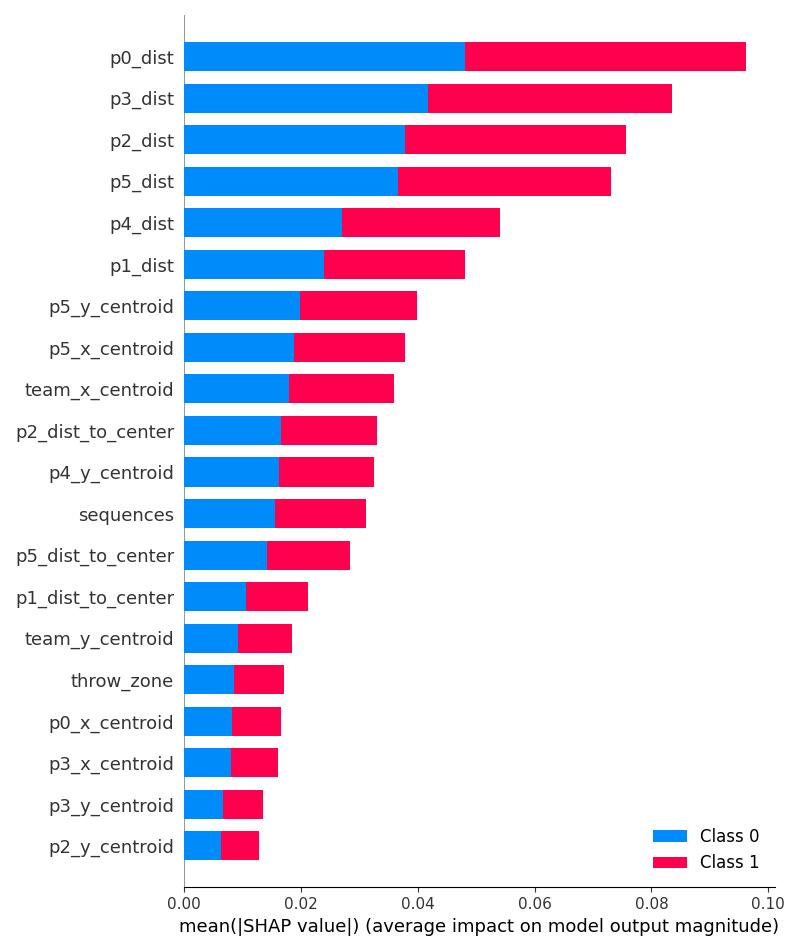 p0_dist
p3_dist
p2_dist
p5_dist
p4_dist
p1_dist
p5_y_centroid
p5_x_centroid
team_x_centroid
p2_dist_to_center
p4_y_centroid
sequences
p5_dist_to_center
p1_dist_to_center
team_y_centroid
throw_zone
p0_x_centroid
p3_x_centroid
p3_y_centroid
p2_y_centroid
Class 0
Class 1
0.00 0.02 0.04 0.06 0.08 0.10
mean(|SHAP value|) (average impact on model output magnitude)